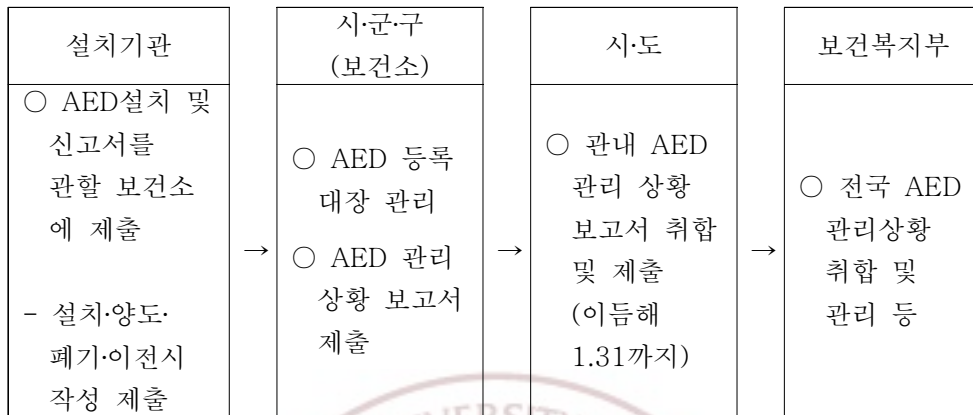 설치기관
○ AED설치 및
신고서를
관할 보건소
에 제출
- 설치·양도·
폐기·이전시
작성 제출
→
시·군·구
(보건소)
○ AED 등록
대장 관리
○ AED 관리
상황 보고서
제출
→
시·도
○ 관내 AED
관리 상황
보고서 취합
및 제출
(이듬해
1.31까지)
→
보건복지부
○ 전국 AED
관리상황
취합 및
관리 등